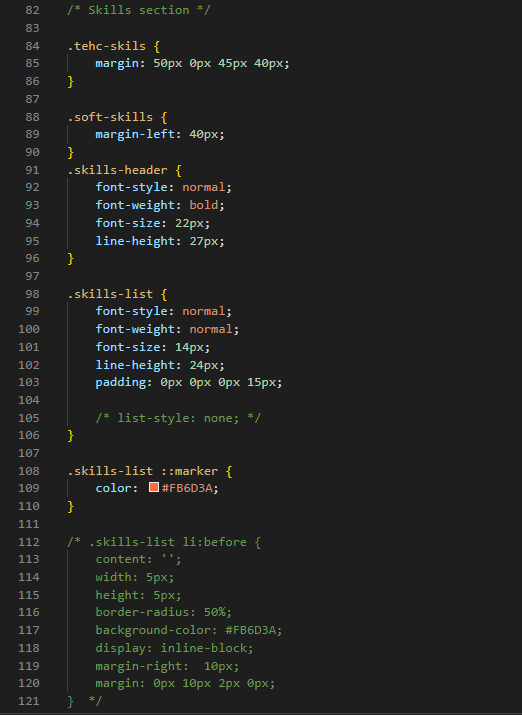 82 /* Skills section */
83
84 .tehc-skils {
85     margin: 50px 0px 45px 40px;
86 }
87
88 .soft-skills {
89     margin-left: 40px;
90 }
91 .skills-header {
92     font-style: normal;
93     font-weight: bold;
94     font-size: 22px;
95     line-height: 27px;
96 }
97
98 .skills-list {
99     font-style: normal;
100     font-weight: normal;
101     font-size: 14px;
102     line-height: 24px;
103     padding: 0px 0px 0px 15px;
104
105     /* list-style: none; */
106 }
107
108 .skills-list ::marker {
109     color: #FB6D3A;
110 }
111
112 /* .skills-list li:before {
113     content: '';
114     width: 5px;
115     height: 5px;
116     border-radius: 50%;
117     background-color: #FB6D3A;
118     display: inline-block;
119     margin-right:  10px;
120     margin: 0px 10px 2px 0px;
121 }  */